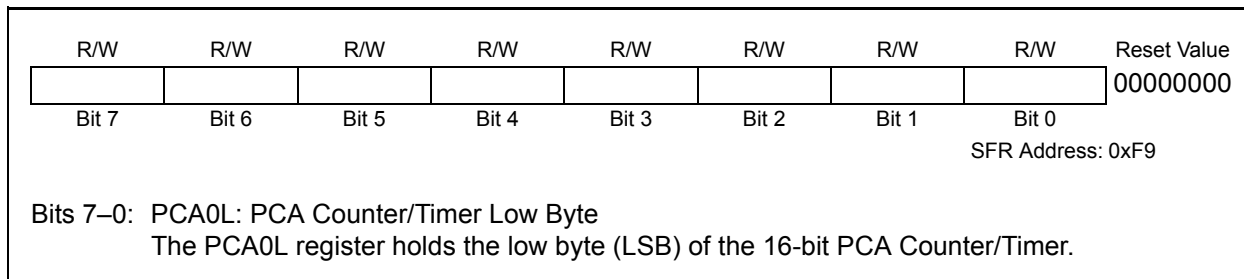 R/W R/W R/W R/W R/W R/W R/W R/W Reset Value
00000000
Bit 7 Bit 6 Bit 5 Bit 4 Bit 3 Bit 2 Bit 1 Bit 0
SFR Address: 0xF9
Bits 7–0: PCA0L: PCA Counter/Timer Low Byte
The PCA0L register holds the low byte (LSB) of the 16-bit PCA Counter/Timer.